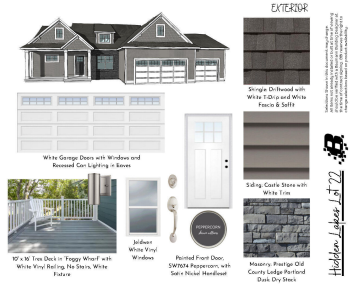 EXTERIOR
Shingle: Driftwood with
White T-Drip and White
Fascia & Soffit
White Garage Doors with Windows and
Recessed Can Lighting in Eaves
PEPPERCORN
Siding: Castle Stone with
White Trim
10' x 16' Trex Deck in "Foggy Wharf" with
White Vinyl Railing, No Stairs, White
Fixture
Jeldwen
White Vinyl
Windows
Painted Front Door,
SW7674 Peppercorn, with
Satin Nickel Handleset
Masonry: Prestige Old
County Ledge Portland
Dusk Dry Stack
B
Hidden Lakes Lot 22